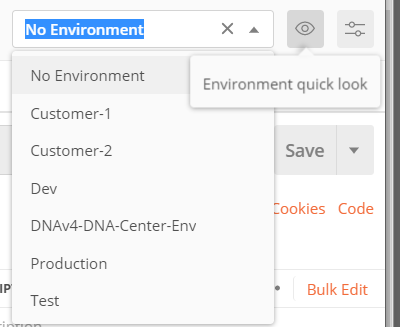 No Environment
No Environment
Environment quick look
Customer-1
Customer-2
Save
Dev
Cookies Code
DNAv4-DNA-Center-Env
Production
Bulk Edit
Test